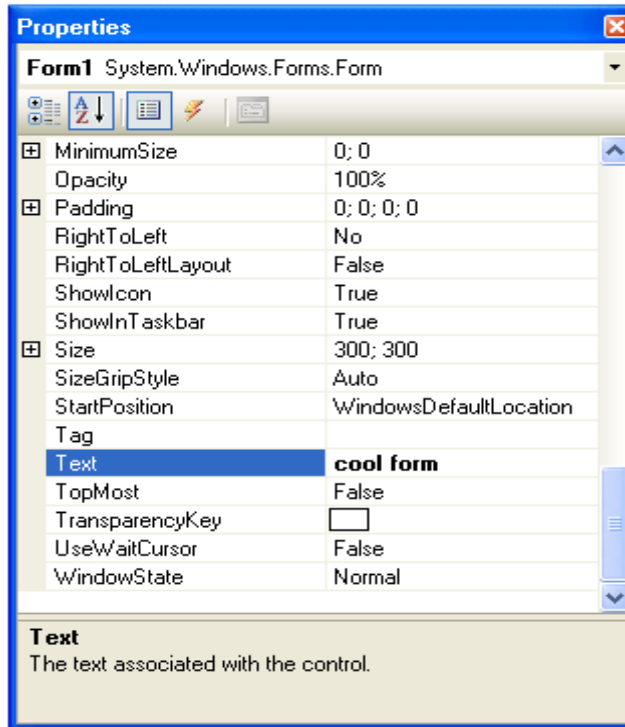 Properties
Form1 System.Windows.Forms.Form
MinimumSize 0; 0
Opacity 100%
Padding 0; 0; 0; 0
RightToLeft No
RightToLeftLayout False
ShowIcon True
ShowInTaskbar True
Size 300; 300
SizeGripStyle Auto
StartPosition WindowsDefaultLocation
Tag
Text cool form
TopMost False
TransparencyKey
UseWaitCursor False
WindowState Normal
Text
The text associated with the control.